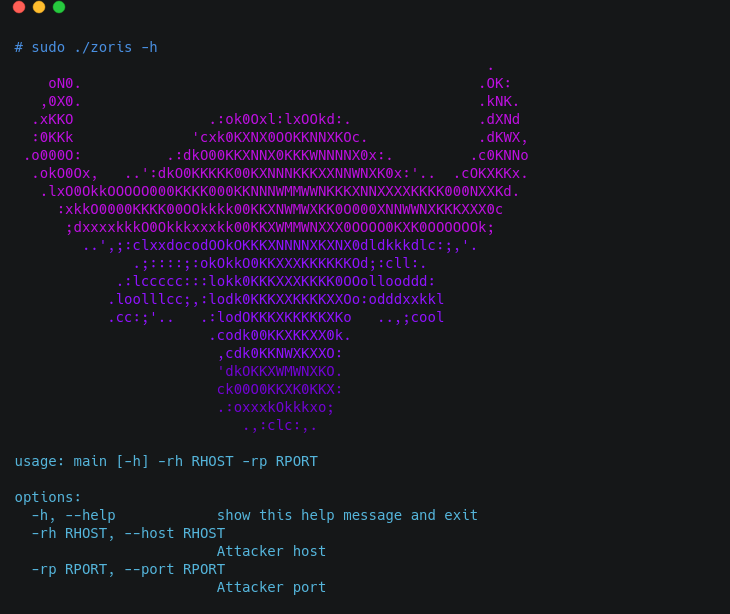 # sudo ./zoris -h
.
oN0. .OK:
,0X0. .kNK.
.xKKO .:ok0Oxl:lxOOkd:. .dXNd
:0KKk 'cxk0KXNX0OOKKNNXKOc. .dKWX,
.o000O: .:dkO00KKXNNX0KKKWNNNNX0x:. .c0KNNo
.okO0Ox, ..':dkO0KKKKK00KXNNNKKKXXNNWNXK0x:'.. .cOKXKKx.
.lxO0OkkOOOOO000KKKK000KKNNNWMMWWNKKKXNNXXXXKKKK000NXXKd.
:xkkO0000KKKK00OOkkkk00KKXNWMWXKK0O000XNNWWNXKKKXXX0c
;dxxxxkkkO0Okkkxxxkk00KKXWMMWNXXX0OOOO0KXK0OOOOOOk;
..',;:clxxdocodOOkOKKKXNNNNXKXNX0dldkkkdlc:;,'.
.;::::;:okOkkO0KKXXXKKKKKKOd;:cll:.
.:lccccc:::lokk0KKKXXXKKKK0OOollooddd:
.loolllcc;,:lodk0KKKXXKKKKXXOo:odddxxkkl
.cc:;'.. .:lodOKKKXKKKKKXKo ..,;cool
.codk00KKXKKXX0k.
,cdk0KKNWXKXXO:
'dkOKKXWMWNXKO.
ck00O0KKXK0KKX:
.:oxxxkOkkkxo;
.,:clc:,.
usage: main [-h] -rh RHOST -rp RPORT
options:
-h, --help show this help message and exit
-rh RHOST, --host RHOST
Attacker host
-rp RPORT, --port RPORT
Attacker port